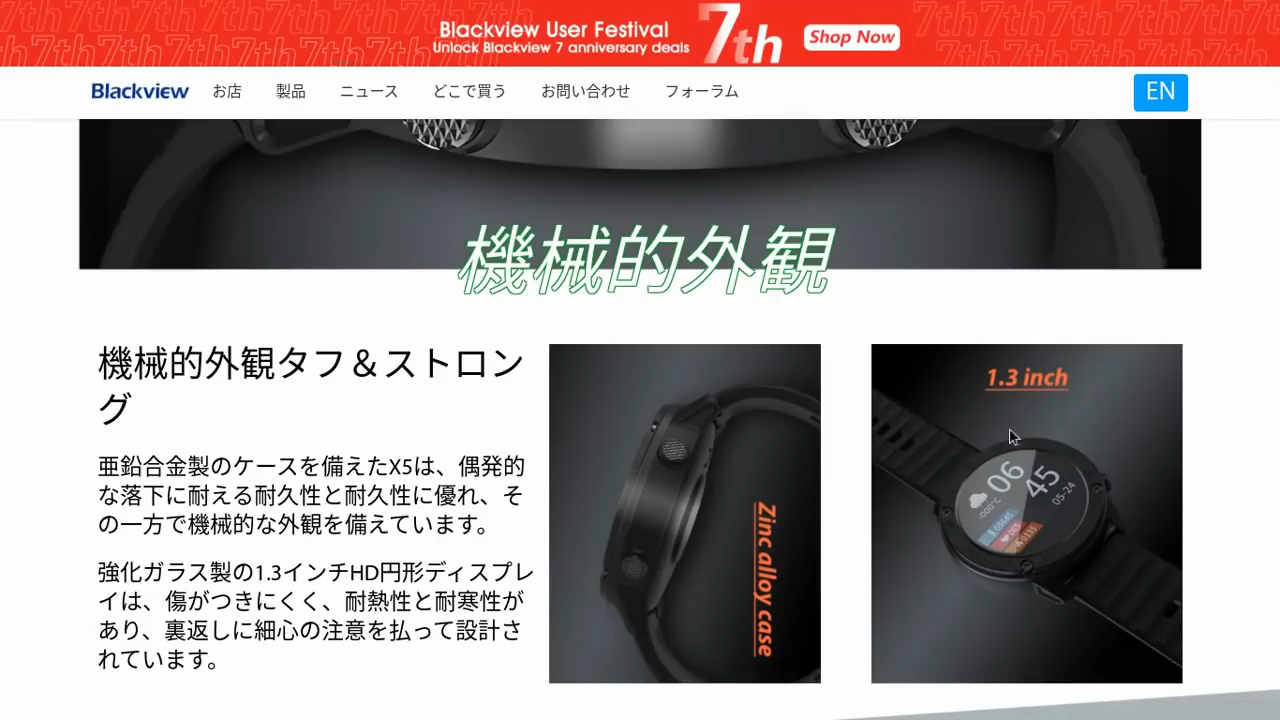 Blackview User Festival
Unlock Blackview 7 anniversary deals
7th
Shop Now
Blackview お店 製品 ニュース どこで買う お問い合わせ フォーラム EN
機械的外観
機械的外観タフ＆ストロン
グ
亜鉛合金製のケースを備えたX5は、偶発的
な落下に耐える耐久性と耐久性に優れ、そ
の一方で機械的な外観を備えています。
強化ガラス製の1.3インチHD円形ディスプレ
イは、傷がつきにくく、耐熱性と耐寒性が
あり、裏返しに細心の注意を払って設計さ
れています。
Zinc alloy case
1.3 inch
06
45
05-24